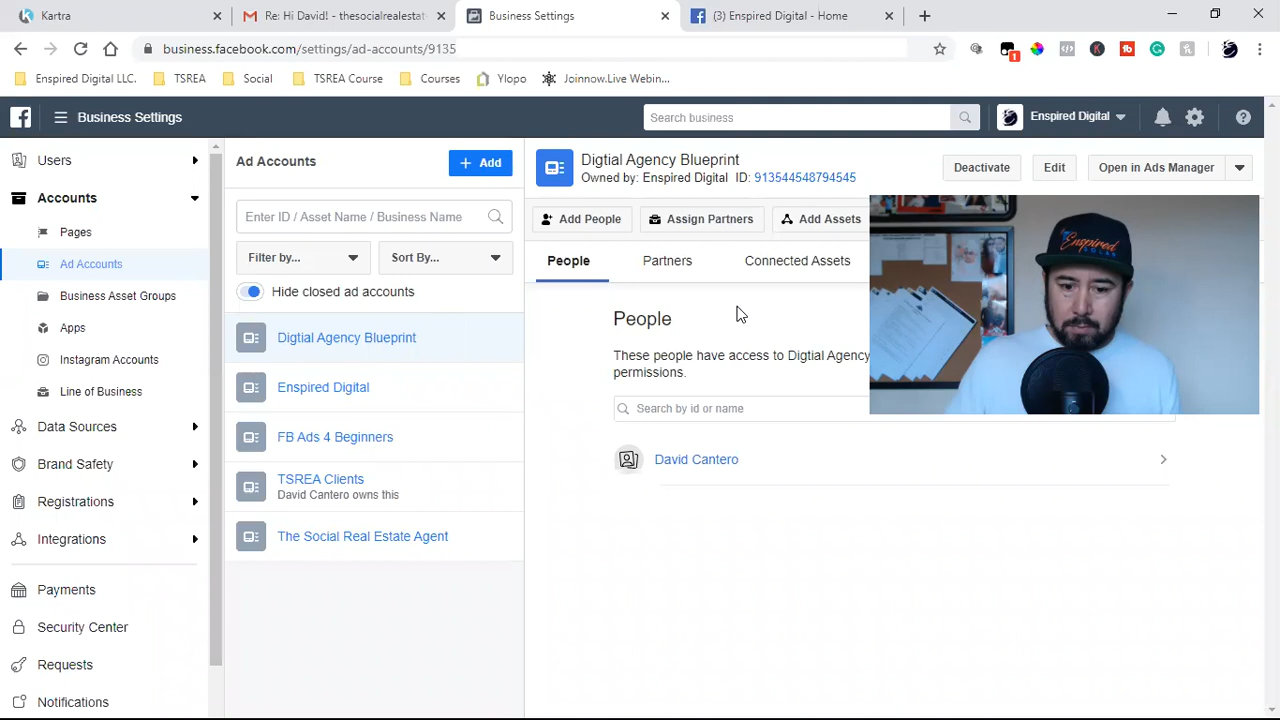 Kartra
Re: Hi David! - thesocialrealestat
Business Settings
(3) Enspired Digital - Home
business.facebook.com/settings/ad-accounts/9135
1
Enspired Digital LLC.
TSREA
Social
TSREA Course
Courses
Ylopo
Joinnow.Live Webin...
Business Settings
Search business
Enspired Digital
Users
Accounts
Pages
Ad Accounts
Business Asset Groups
Apps
Instagram Accounts
Line of Business
Data Sources
Brand Safety
Registrations
Integrations
Payments
Security Center
Requests
Notifications
Ad Accounts
+ Add
Enter ID / Asset Name / Business Name
Filter by...
Sort By...
Hide closed ad accounts
Digtial Agency Blueprint
Enspired Digital
FB Ads 4 Beginners
TSREA Clients
David Cantero owns this
The Social Real Estate Agent
Digtial Agency Blueprint
Owned by: Enspired Digital ID: 913544548794545
Deactivate
Edit
Open in Ads Manager
Add People
Assign Partners
Add Assets
People
Partners
Connected Assets
People
These people have access to Digtial Agency
permissions.
Search by id or name
David Cantero
Enspired